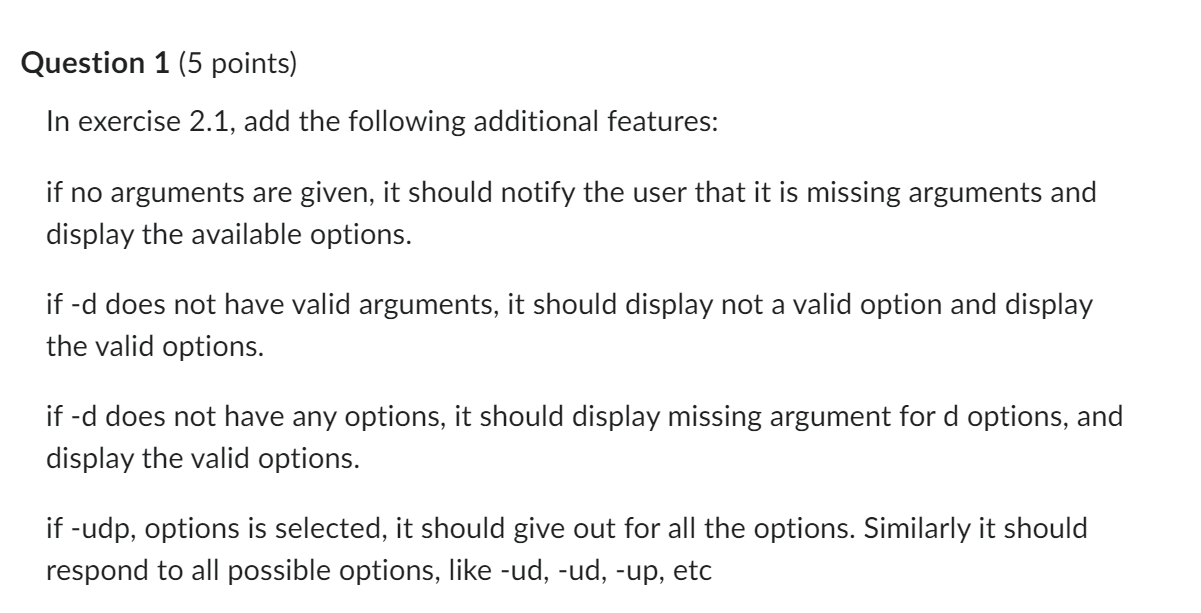 Question 1 (5 points)
In exercise 2.1, add the following additional features:
if no arguments are given, it should notify the user that it is missing arguments and
display the available options.
if -d does not have valid arguments, it should display not a valid option and display
the valid options.
if -d does not have any options, it should display missing argument for d options, and
display the valid options.
if -udp, options is selected, it should give out for all the options. Similarly it should
respond to all possible options, like -ud, -ud, -up, etc